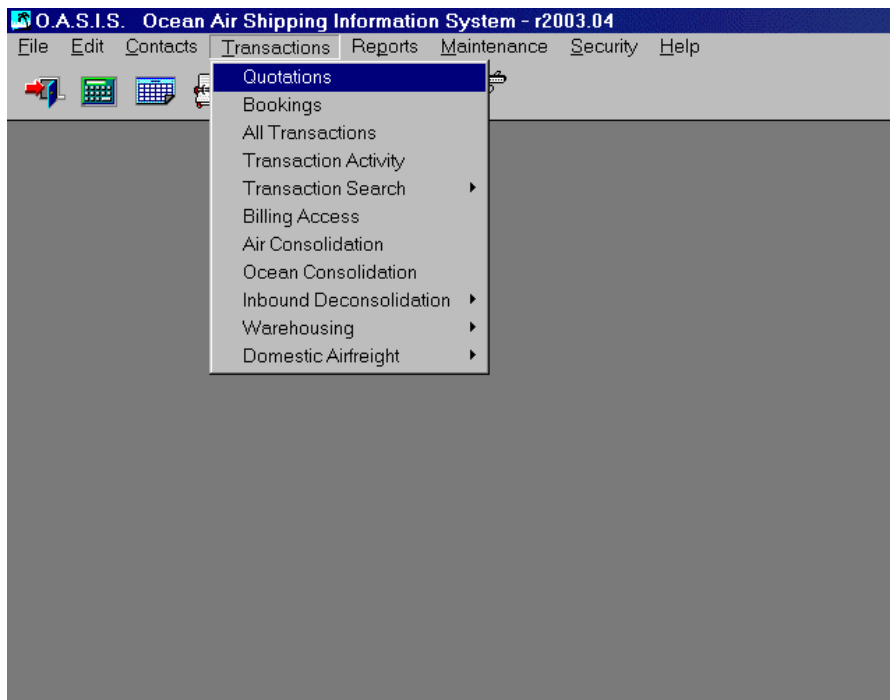 O.A.S.I.S. Ocean Air Shipping Information System - r2003.04
File Edit Contacts Transactions Reports Maintenance Security Help
Quotations
Bookings
All Transactions
Transaction Activity
Transaction Search
Billing Access
Air Consolidation
Ocean Consolidation
Inbound Deconsolidation
Warehousing
Domestic Airfreight